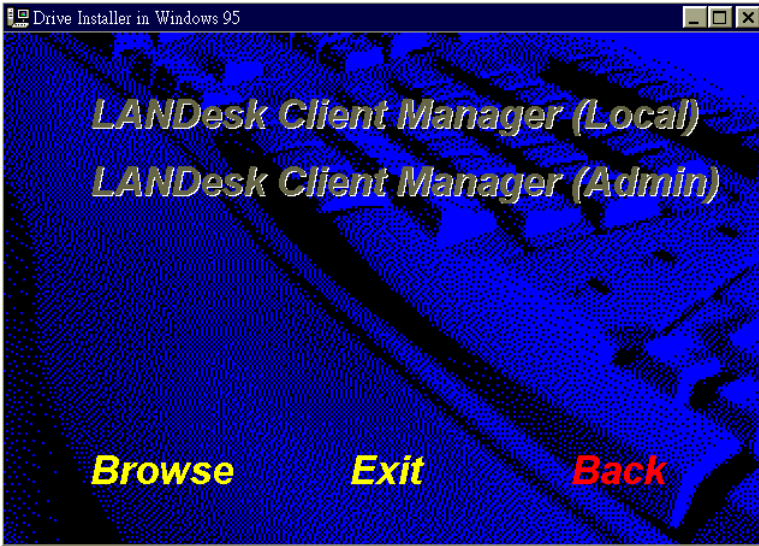 Drive Installer in Windows 95
LANDesk Client Manager (Local)
LANDesk Client Manager (Admin)
Browse Exit Back